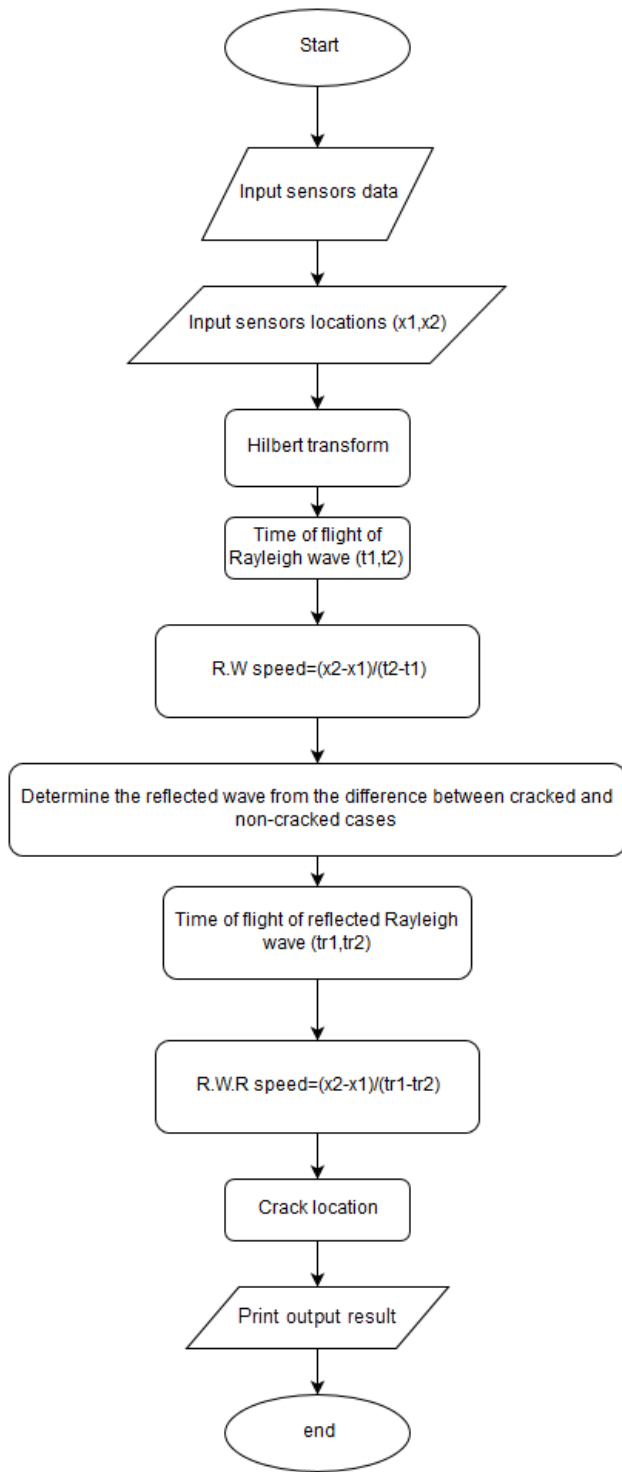 Start
Input sensors data
Input sensors locations (x1,x2)
Hilbert transform
Time of flight of
Rayleigh wave (t1,t2)
R.W speed=(x2-x1)/(t2-t1)
Determine the reflected wave from the difference between cracked and
non-cracked cases
Time of flight of reflected Rayleigh
wave (tr1,tr2)
R.W.R speed=(x2-x1)/(tr1-tr2)
Crack location
Print output result
end